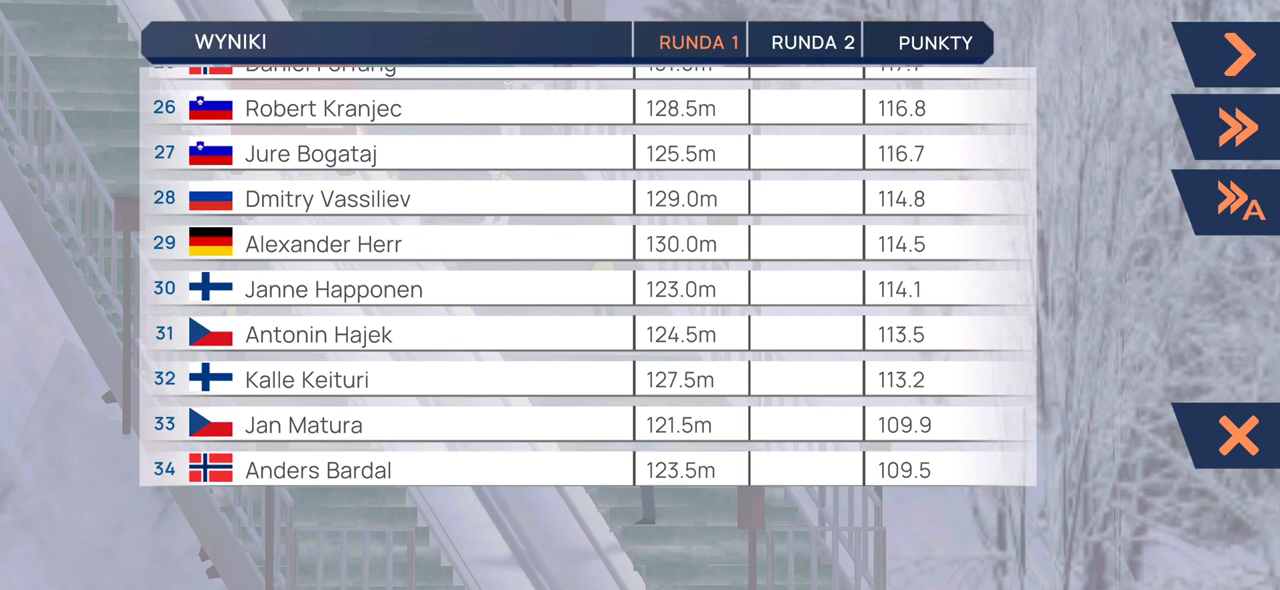 WYNIKI RUNDA 1 RUNDA 2 PUNKTY
26 Robert Kranjec 128.5m 116.8
27 Jure Bogataj 125.5m 116.7
28 Dmitry Vassiliev 129.0m 114.8
29 Alexander Herr 130.0m 114.5
30 Janne Happonen 123.0m 114.1
31 Antonin Hajek 124.5m 113.5
32 Kalle Keituri 127.5m 113.2
33 Jan Matura 121.5m 109.9
34 Anders Bardal 123.5m 109.5
A